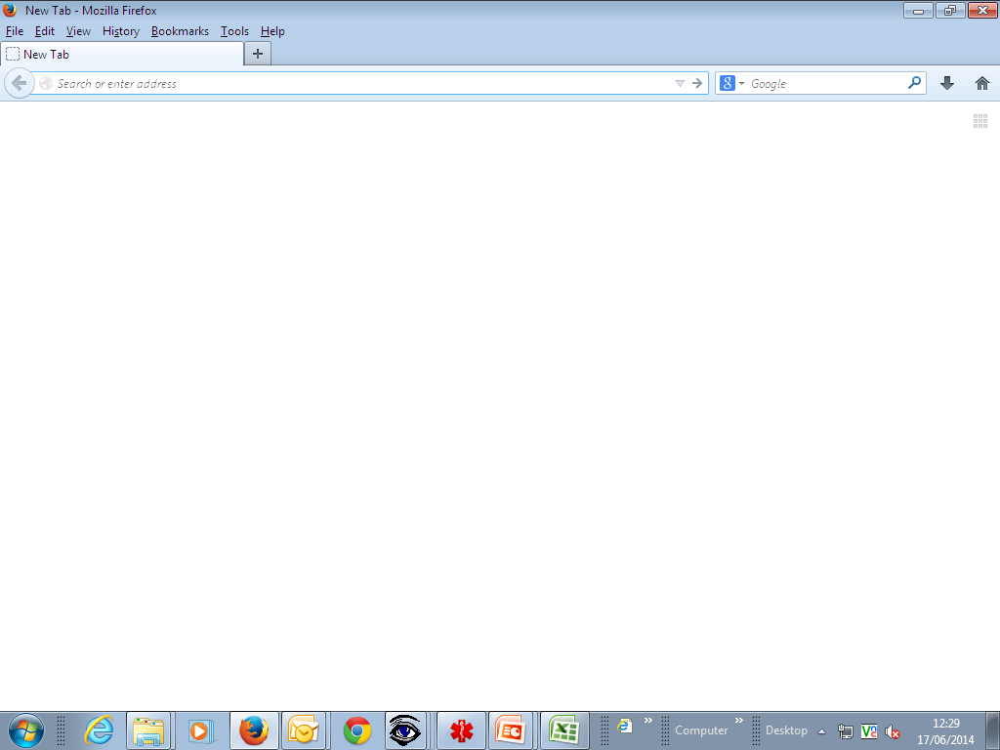 New Tab - Mozilla Firefox
File Edit View History Bookmarks Tools Help
New Tab
Search or enter address
Google
Computer
Desktop
12:29
17/06/2014